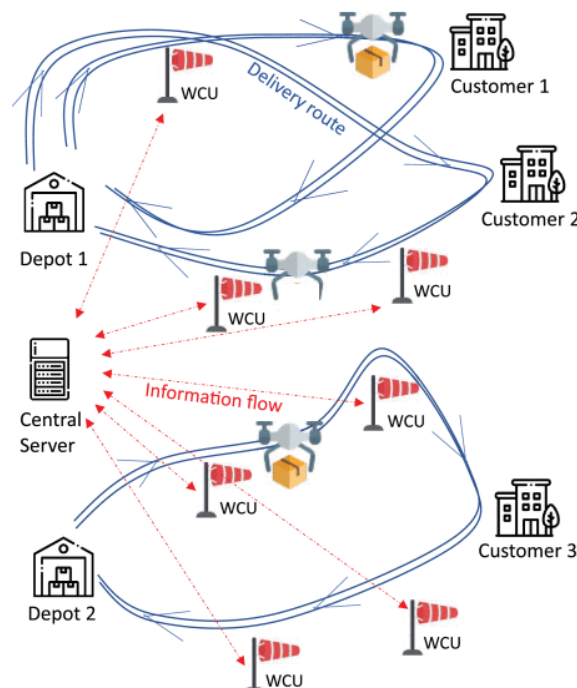 Customer 1
WCU
Delivery route
Customer 2
Depot 1
WCU
WCU
Central
Server
Information flow
WCU
WCU
Customer 3
Depot 2
WCU
WCU